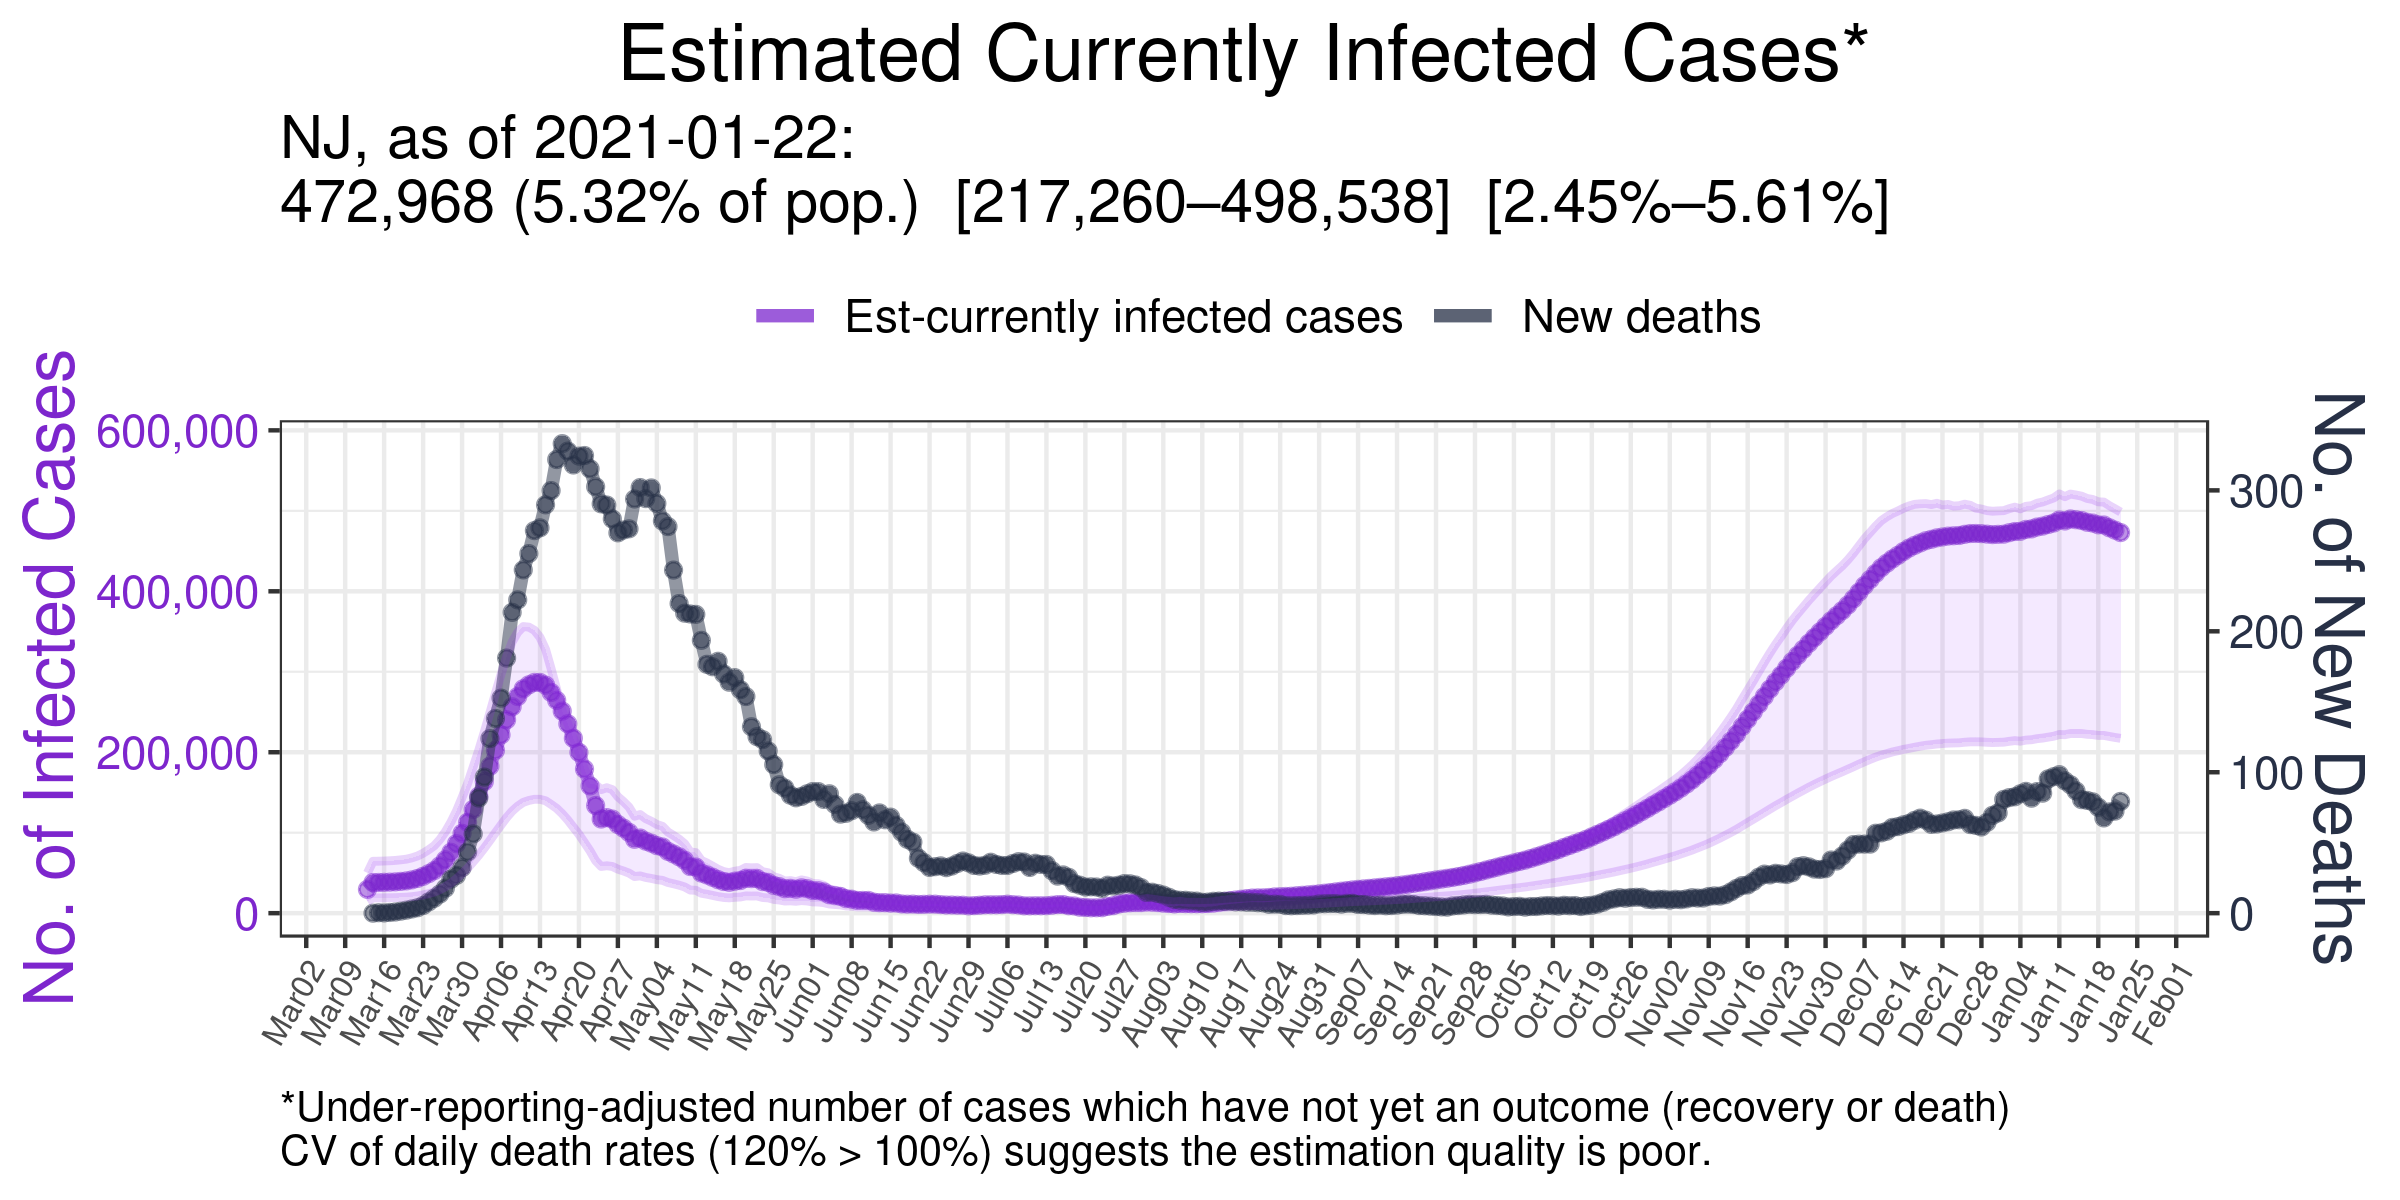 Estimated Currently Infected Cases*
NJ, as of 2021-01-22:
472,968 (5.32% of pop.)  [217,260–498,538]  [2.45%–5.61%]
Est-currently infected cases
New deaths
No. of Infected Cases
600,000
400,000
200,000
0
300
200
100
0
No. of New Deaths
Mar02
Mar09
Mar16
Mar23
Mar30
Apr06
Apr13
Apr20
Apr27
May04
May11
May18
May25
Jun01
Jun08
Jun15
Jun22
Jun29
Jul06
Jul13
Jul20
Jul27
Aug03
Aug10
Aug17
Aug24
Aug31
Sep07
Sep14
Sep21
Sep28
Oct05
Oct12
Oct19
Oct26
Nov02
Nov09
Nov16
Nov23
Nov30
Dec07
Dec14
Dec21
Dec28
Jan04
Jan11
Jan18
Jan25
Feb01
*Under-reporting-adjusted number of cases which have not yet an outcome (recovery or death)
CV of daily death rates (120% > 100%) suggests the estimation quality is poor.